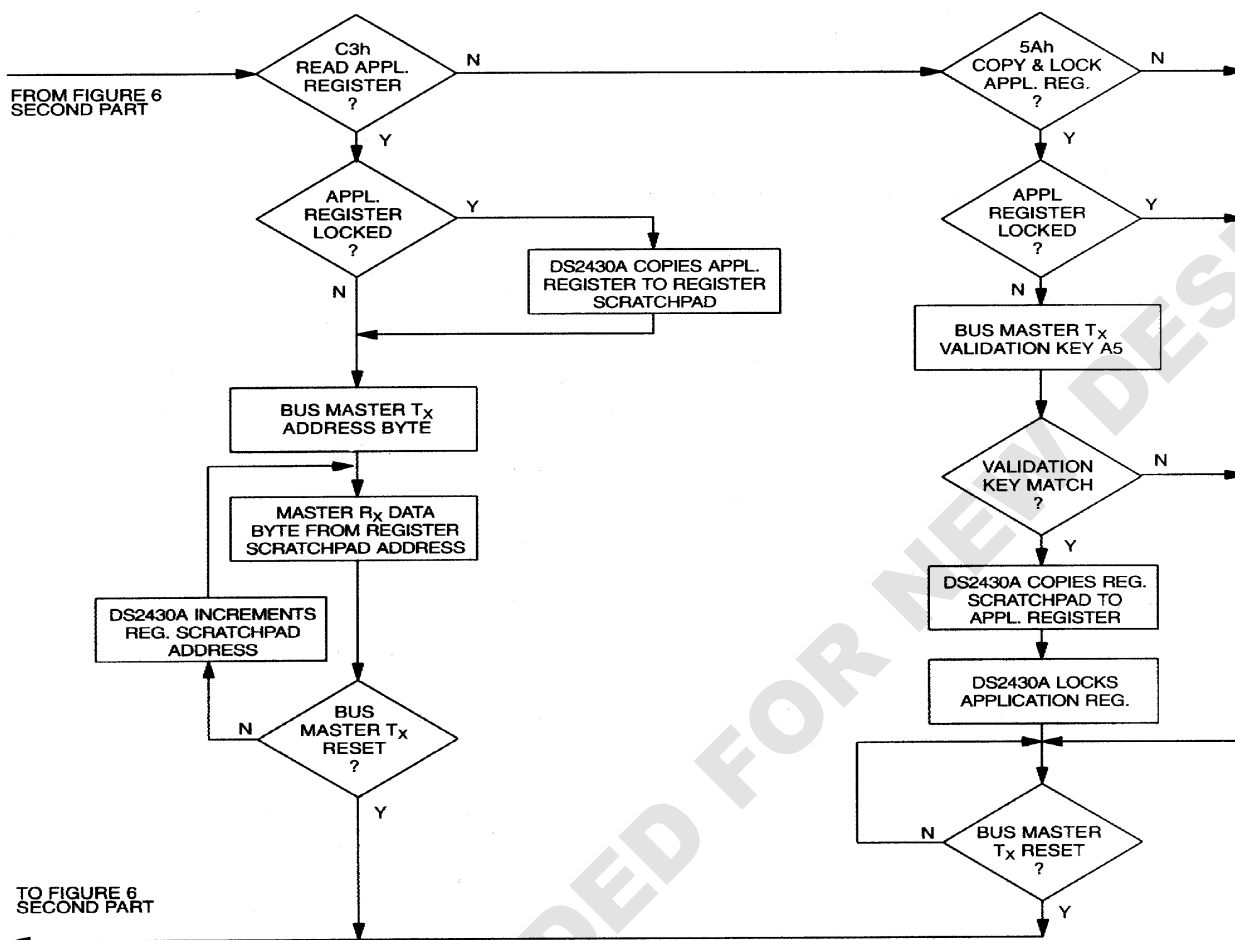 FROM FIGURE 6
SECOND PART
C3h
READ APPL.
REGISTER
?
N
Y
APPL.
REGISTER
LOCKED
?
Y
N
DS2430A COPIES APPL.
REGISTER TO REGISTER
SCRATCHPAD
BUS MASTER TX
ADDRESS BYTE
MASTER RX DATA
BYTE FROM REGISTER
SCRATCHPAD ADDRESS
DS2430A INCREMENTS
REG. SCRATCHPAD
ADDRESS
BUS
MASTER TX
RESET
?
N
Y
TO FIGURE 6
SECOND PART
5Ah
COPY & LOCK
APPL. REG.
?
N
Y
APPL
REGISTER
LOCKED
?
Y
N
BUS MASTER TX
VALIDATION KEY A5
VALIDATION
KEY MATCH
?
N
Y
DS2430A COPIES REG.
SCRATCHPAD TO
APPL. REGISTER
DS2430A LOCKS
APPLICATION REG.
BUS MASTER
TX RESET
?
N
Y
DED FOR NEW DESI